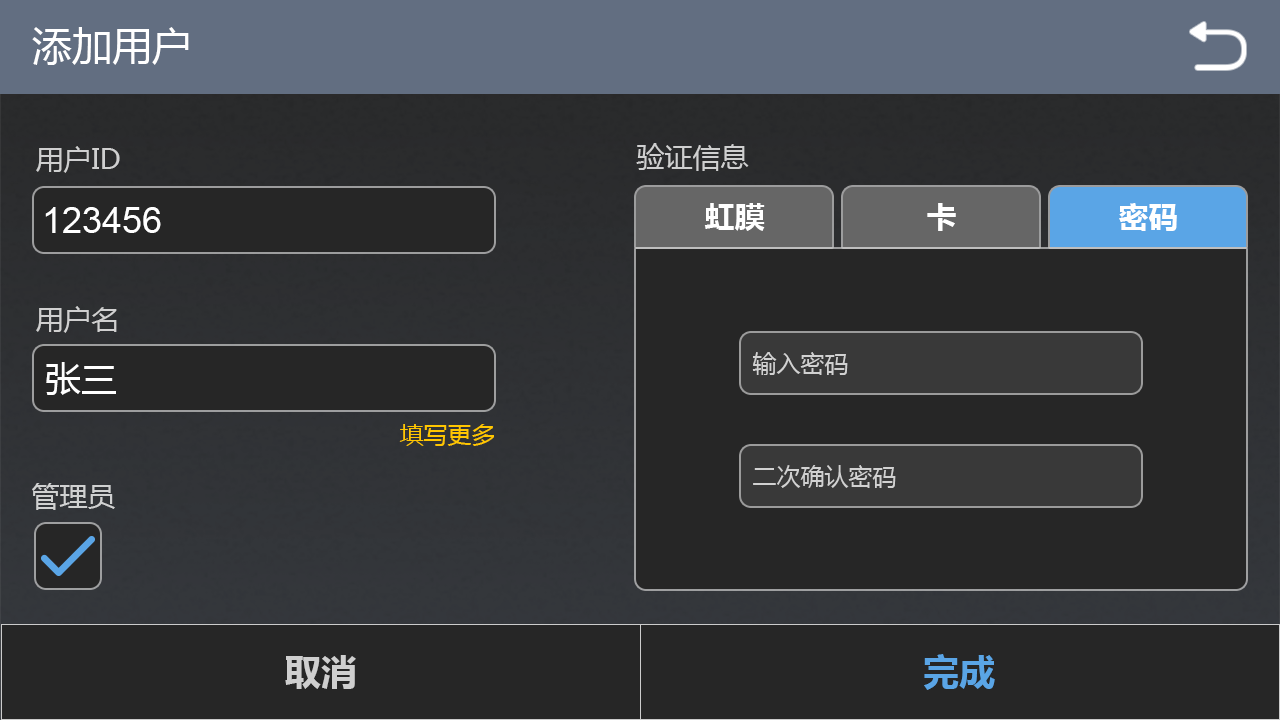 添加用户
用户ID
123456
用户名
张三
填写更多
管理员
验证信息
虹膜 卡 密码
输入密码
二次确认密码
取消 完成